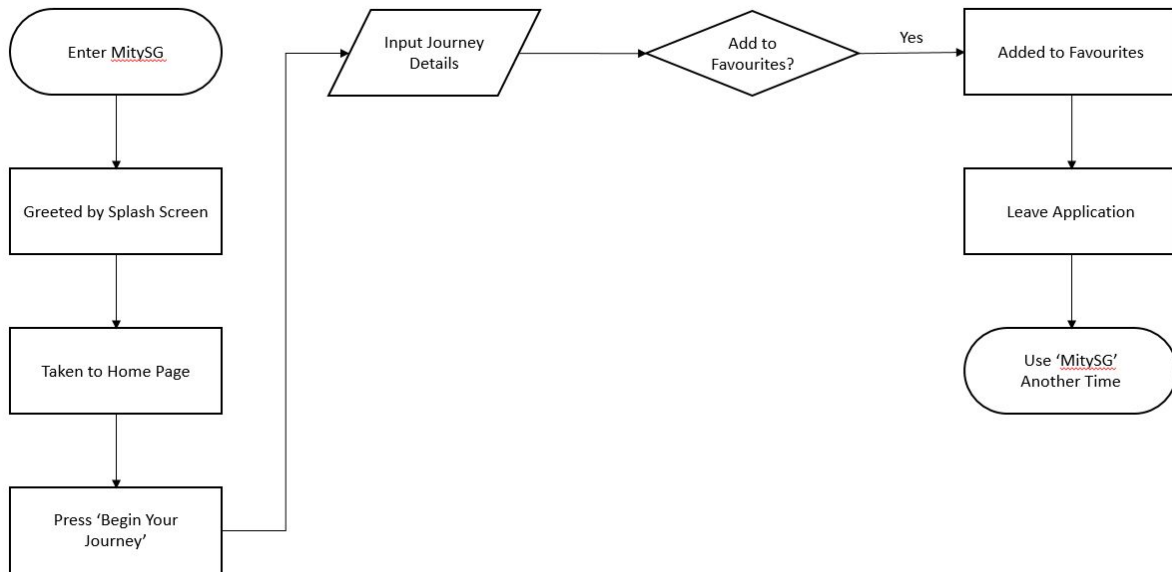 Enter MitySG
Greeted by Splash Screen
Taken to Home Page
Press ‘Begin Your
Journey’
Input Journey
Details
Add to
Favourites?
Yes
Added to Favourites
Leave Application
Use ‘MitySG’
Another Time